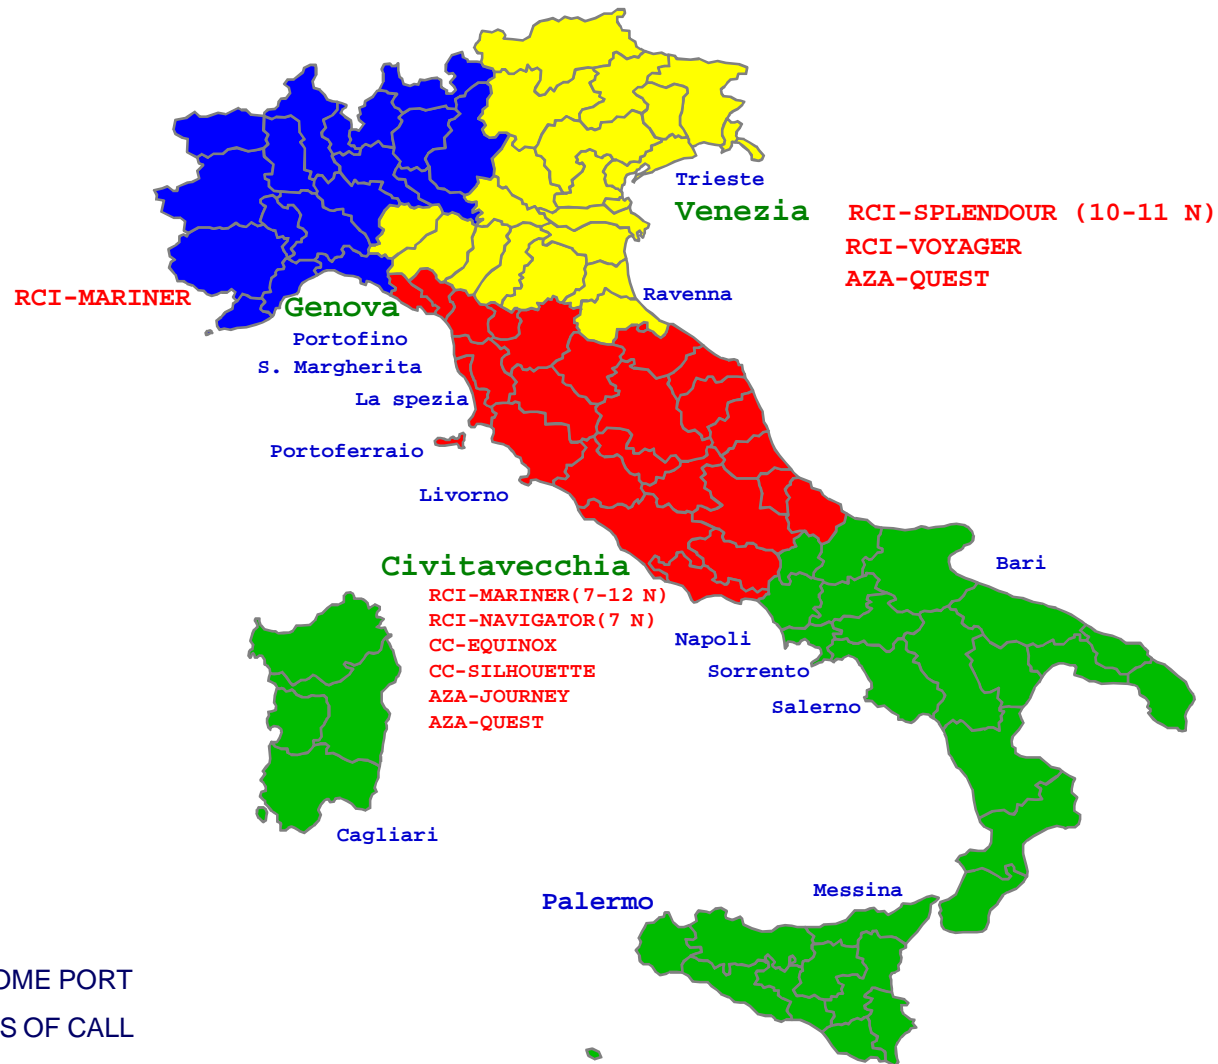 Trieste
Venezia RCI-SPLENDOUR (10-11 N)
RCI-VOYAGER
AZA-QUEST
Ravenna
RCI-MARINER
Genova
Portofino
S. Margherita
La spezia
Portoferraio
Livorno
Civitavecchia
RCI-MARINER(7-12 N)
RCI-NAVIGATOR(7 N)
CC-EQUINOX
CC-SILHOUETTE
AZA-JOURNEY
AZA-QUEST
Bari
Napoli
Sorrento
Salerno
Cagliari
Messina
Palermo
OME PORT
S OF CALL